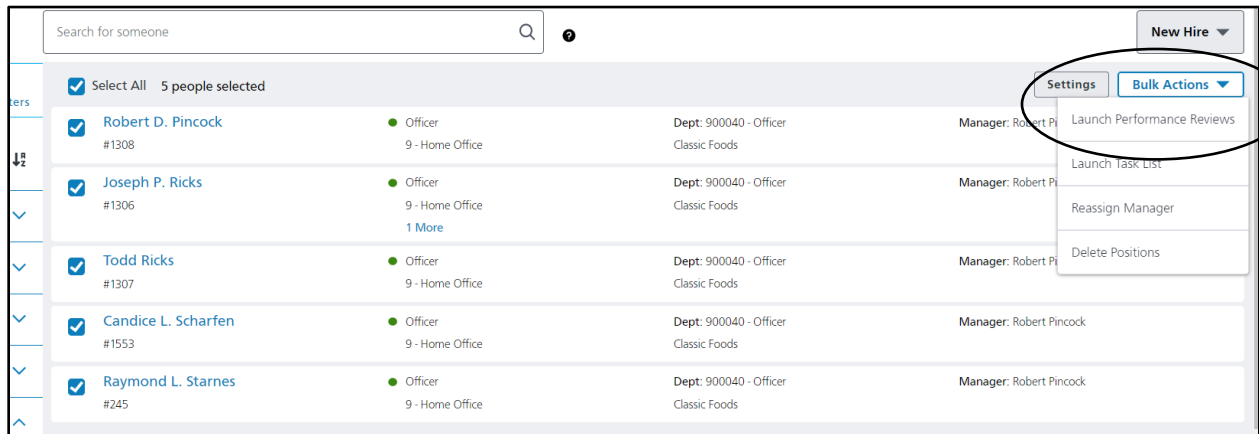 Search for someone
New Hire
ters
Select All 5 people selected
Settings
Bulk Actions
Launch Performance Reviews
Launch Task List
Reassign Manager
Delete Positions
Robert D. Pincock Officer Dept: 900040 - Officer Manager: Robert Pi
#1308 9 - Home Office Classic Foods
Joseph P. Ricks Officer Dept: 900040 - Officer Manager: Robert Pi
#1306 9 - Home Office Classic Foods
1 More
Todd Ricks Officer Dept: 900040 - Officer Manager: Robert Pi
#1307 9 - Home Office Classic Foods
Candice L. Scharfen Officer Dept: 900040 - Officer Manager: Robert Pincock
#1553 9 - Home Office Classic Foods
Raymond L. Starnes Officer Dept: 900040 - Officer Manager: Robert Pincock
#245 9 - Home Office Classic Foods